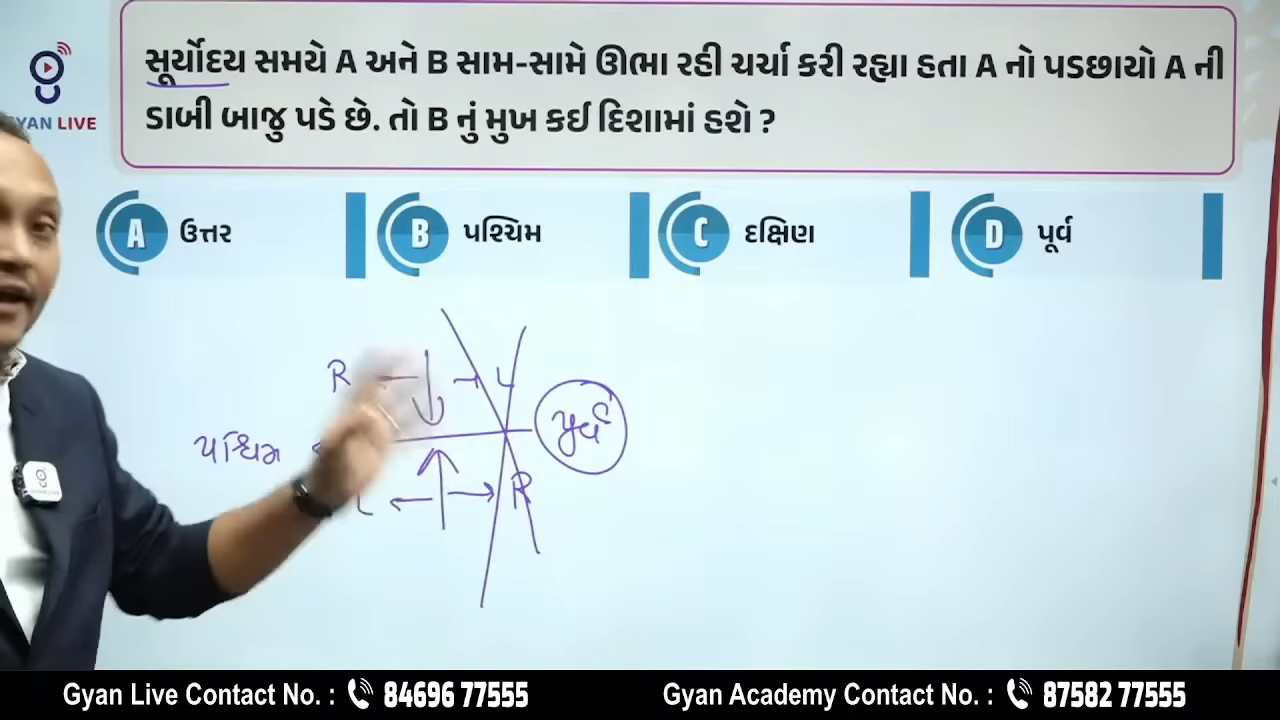 સૂર્યોદય સમયે A અને B સામ-સામે ઊભા રહી ચર્ચા કરી રહ્યા હતા A નો પડછાયો A ની
ડાબી બાજુ પડે છે. તો B નું મુખ કઈ દિશામાં હશે ?
YAN LIVE
A ઉત્તર
B પશ્ચિમ
C દક્ષિણ
D પૂર્વ
R
L
પશ્ચિમ
પૂર્વ
L
R
Gyan Live Contact No. : 84696 77555
Gyan Academy Contact No. : 87582 77555